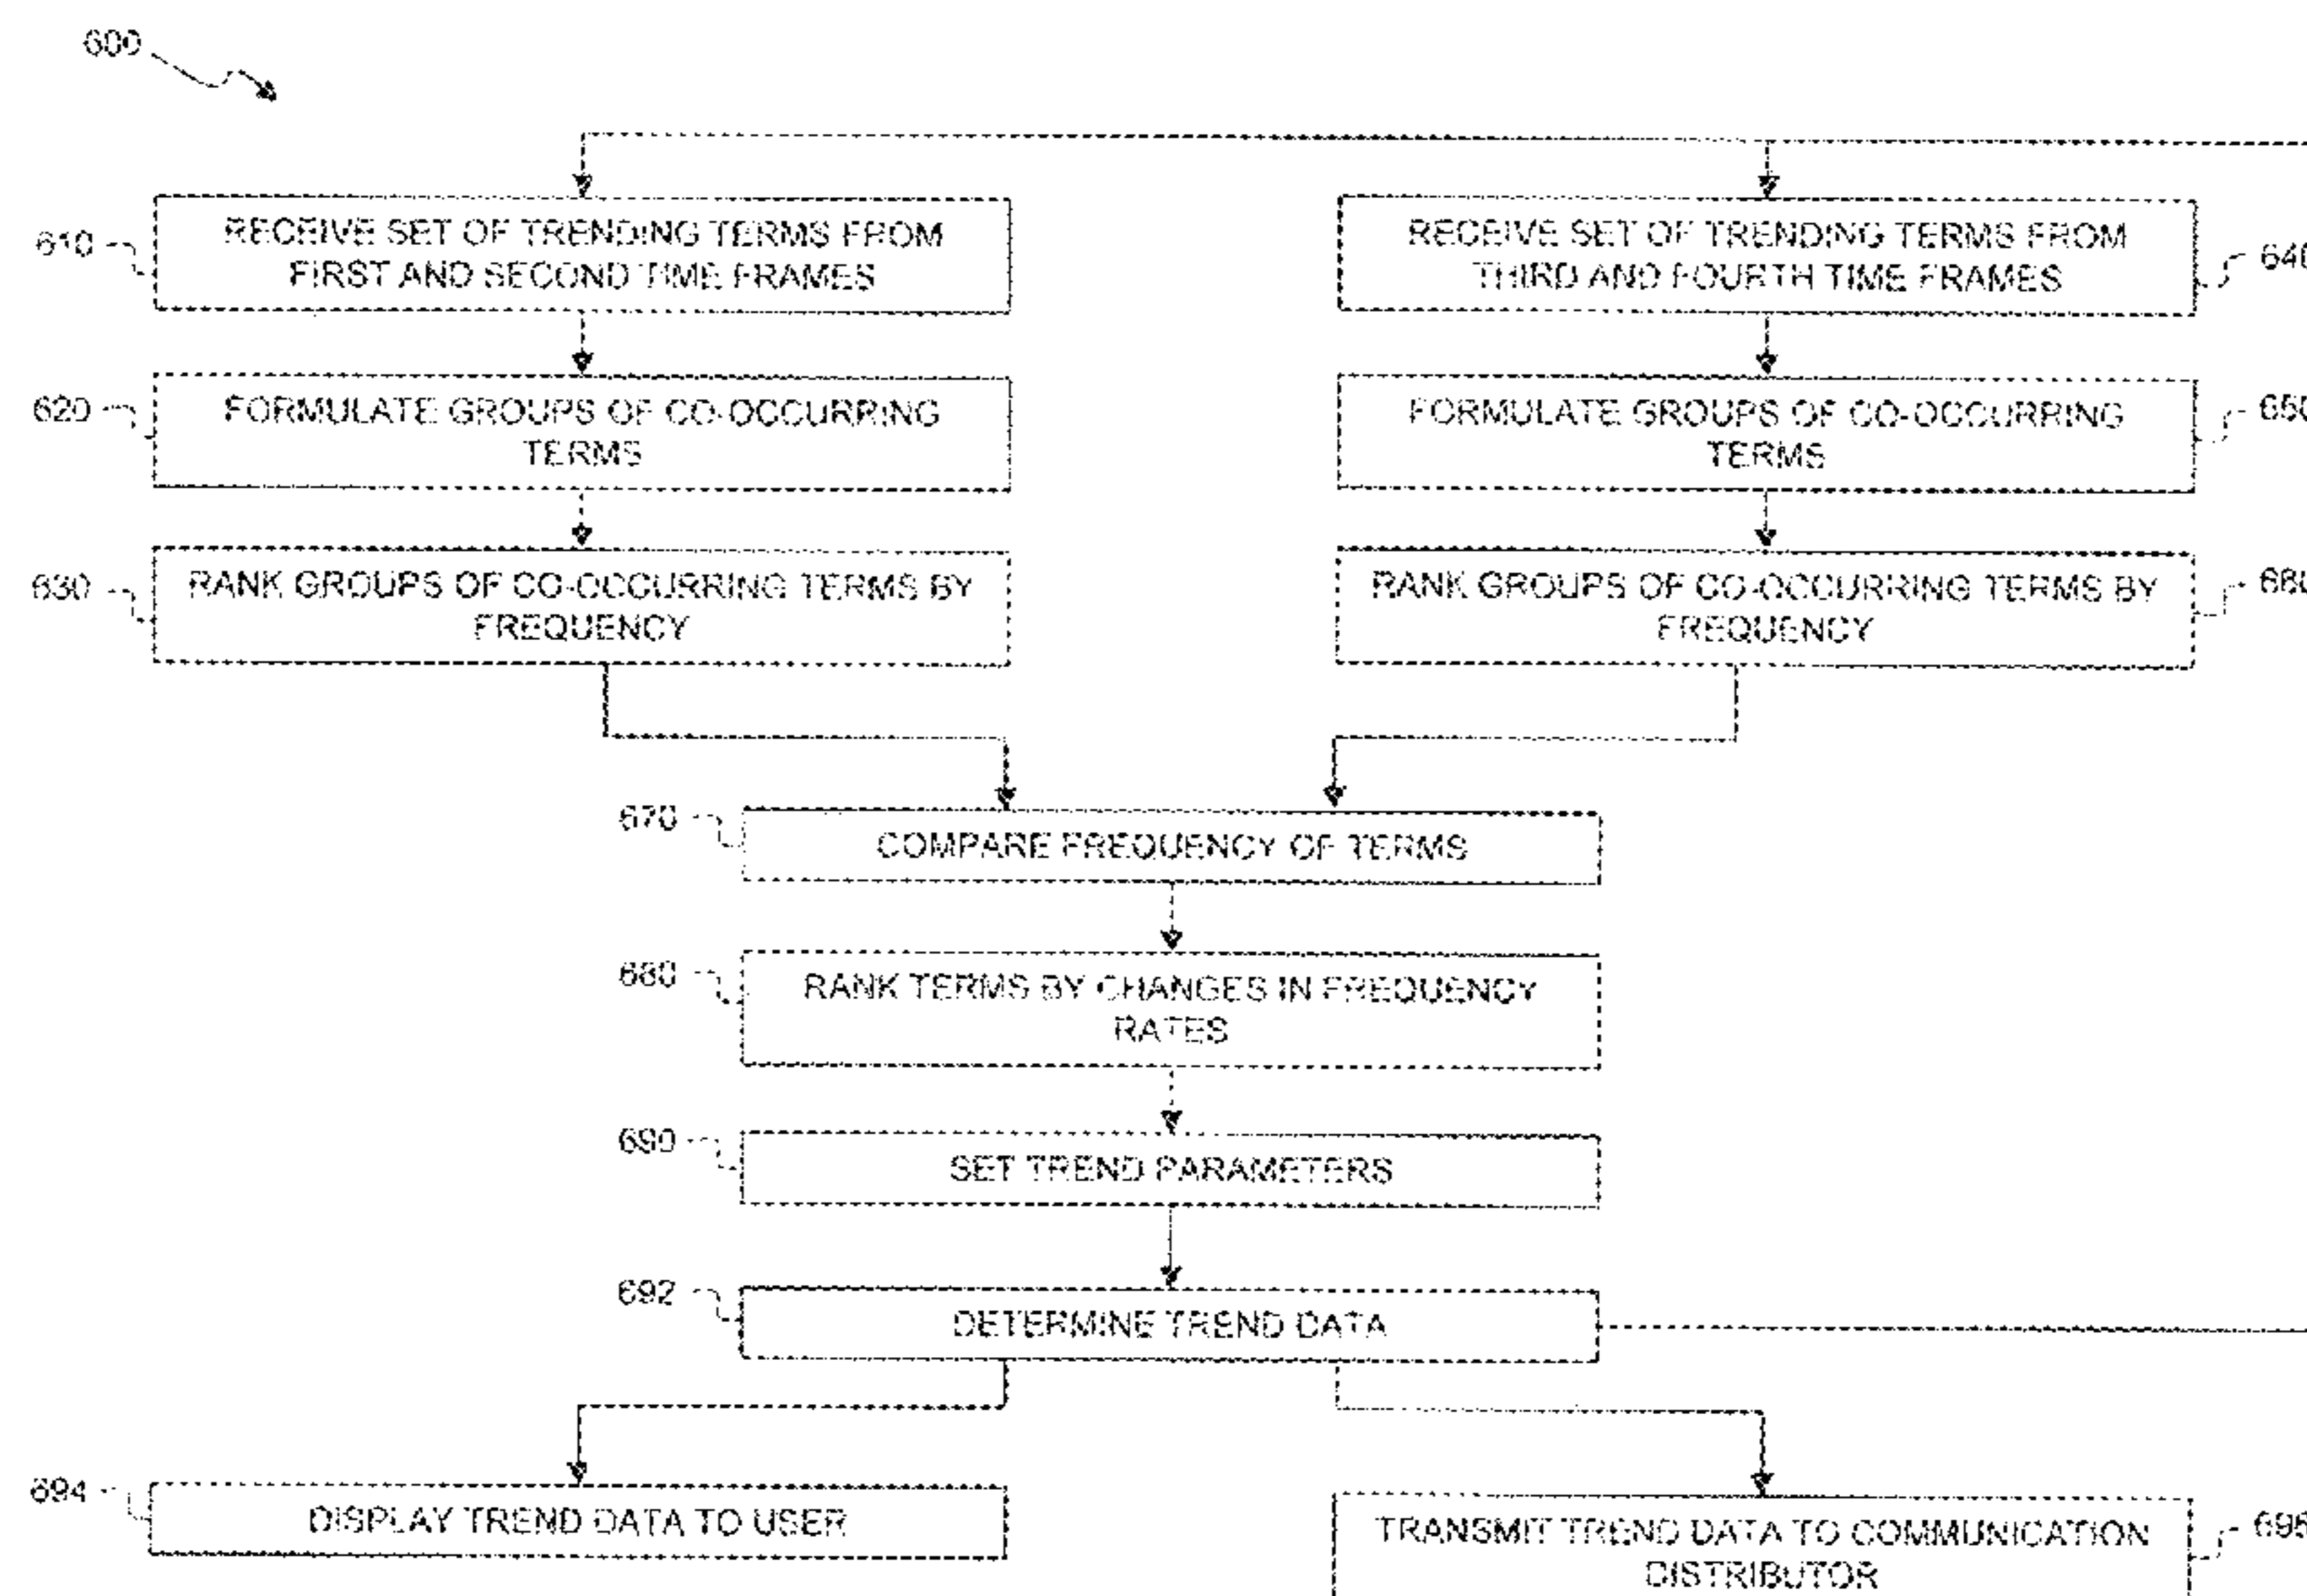 600
610
RECEIVE SET OF TRENDING TERMS FROM
FIRST AND SECOND TIME FRAMES
RECEIVE SET OF TRENDING TERMS FROM
THIRD AND FOURTH TIME FRAMES
620
FORMULATE GROUPS OF CO-OCCURRING
TERMS
FORMULATE GROUPS OF CO-OCCURRING
TERMS
630
RANK GROUPS OF CO-OCCURRING TERMS BY
FREQUENCY
RANK GROUPS OF CO-OCCURRING TERMS BY
FREQUENCY
670
COMPARE FREQUENCY OF TERMS
680
RANK TERMS BY CHANGES IN FREQUENCY
RATES
690
SET TREND PARAMETERS
692
DETERMINE TREND DATA
694
DISPLAY TREND DATA TO USER
TRANSMIT TREND DATA TO COMMUNICATION
DISTRIBUTOR